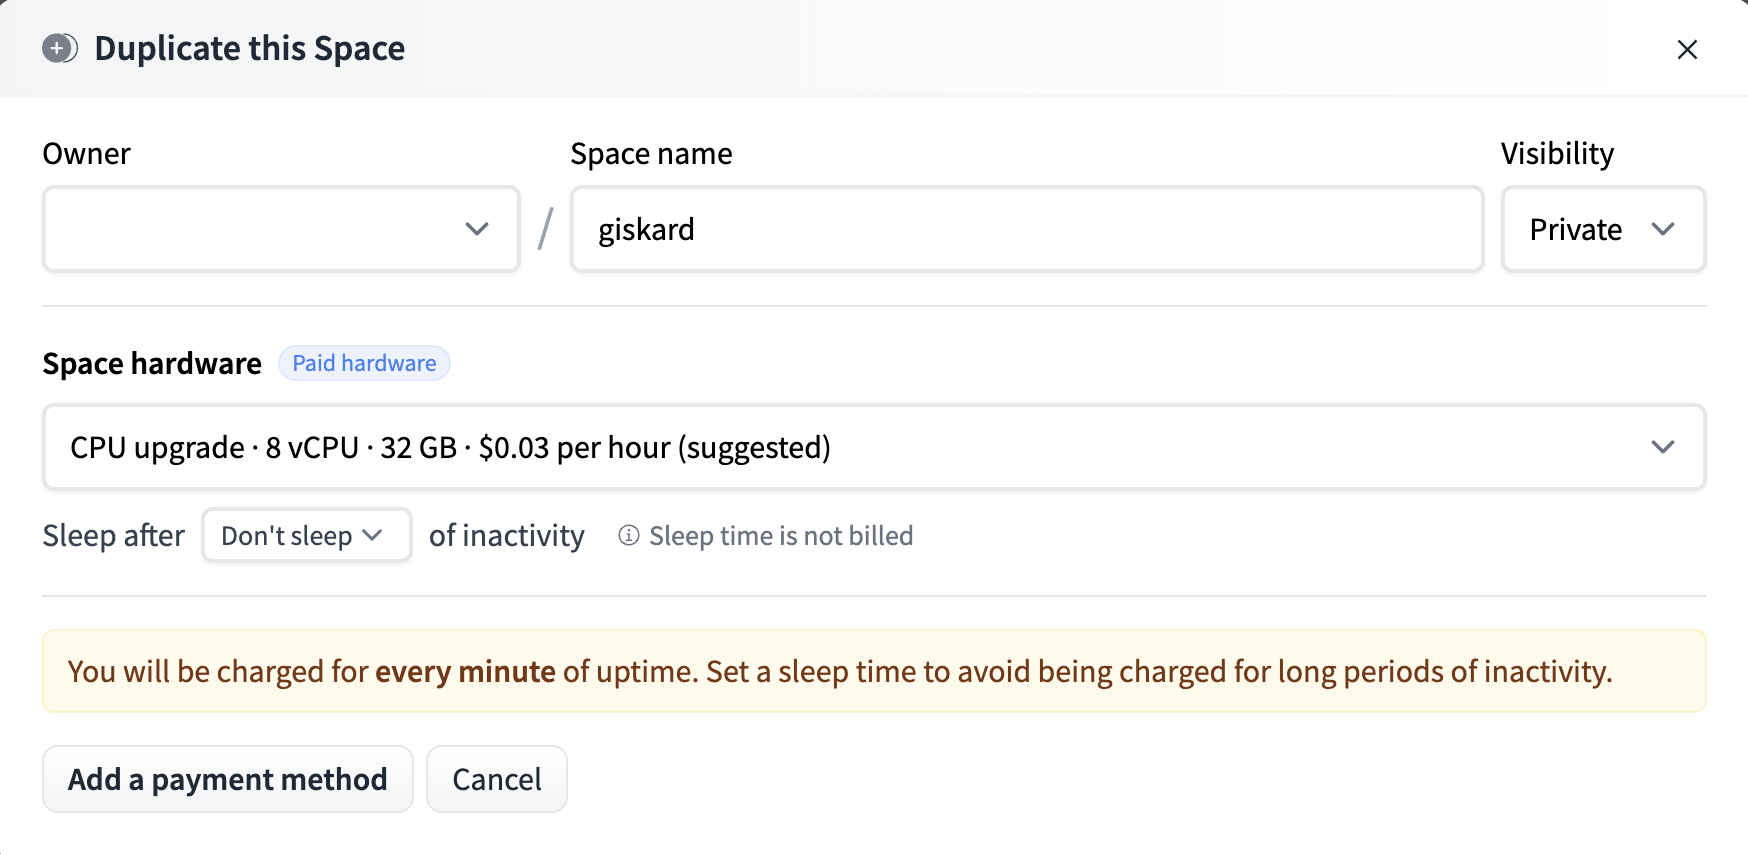 Duplicate this Space
Owner
Space name
Visibility
/
giskard
Private
Space hardware
Paid hardware
CPU upgrade · 8 vCPU · 32 GB · $0.03 per hour (suggested)
Sleep after Don't sleep of inactivity Sleep time is not billed
You will be charged for every minute of uptime. Set a sleep time to avoid being charged for long periods of inactivity.
Add a payment method
Cancel